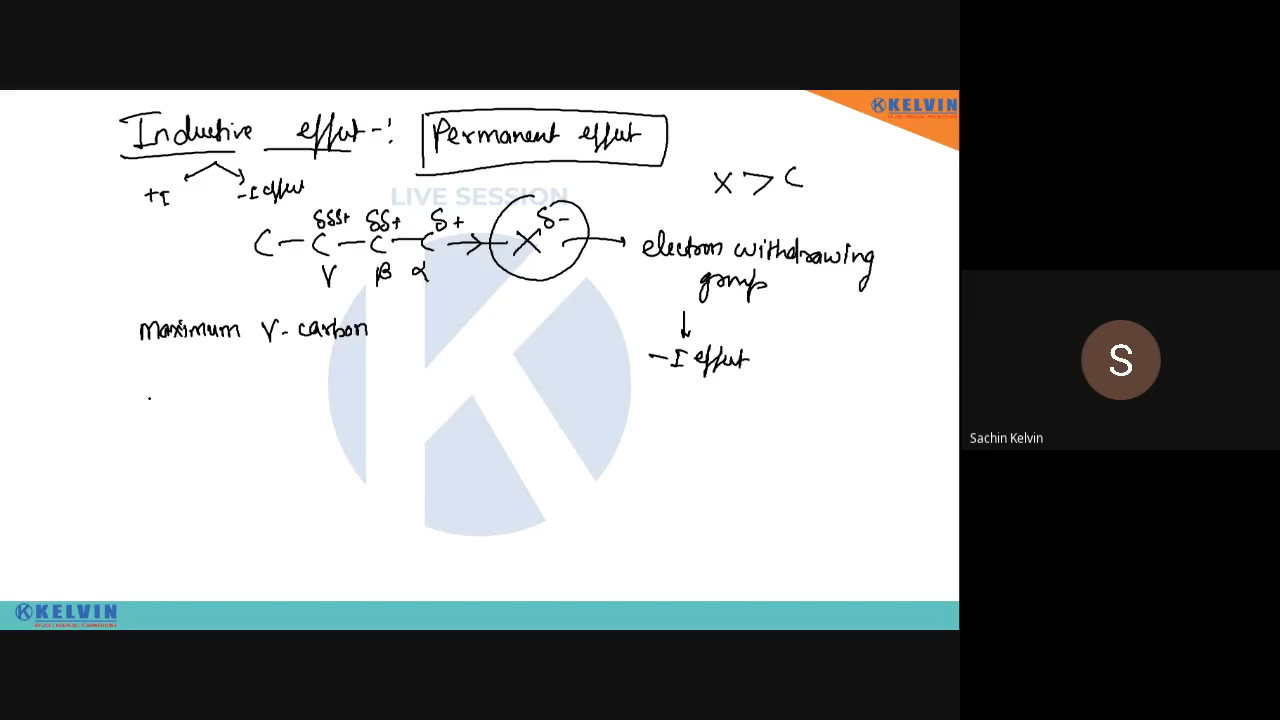 KELVIN
Inductive effect -: Permanent effect
+I -I effect
LIVE SESSION
X > C
δδδ+ δδ+ δ+ δ-
C - C - C - C →- X → electron withdrawing
γ β α
group
↓
maximum γ - carbon
-I effect
S
Sachin Kelvin
KELVIN